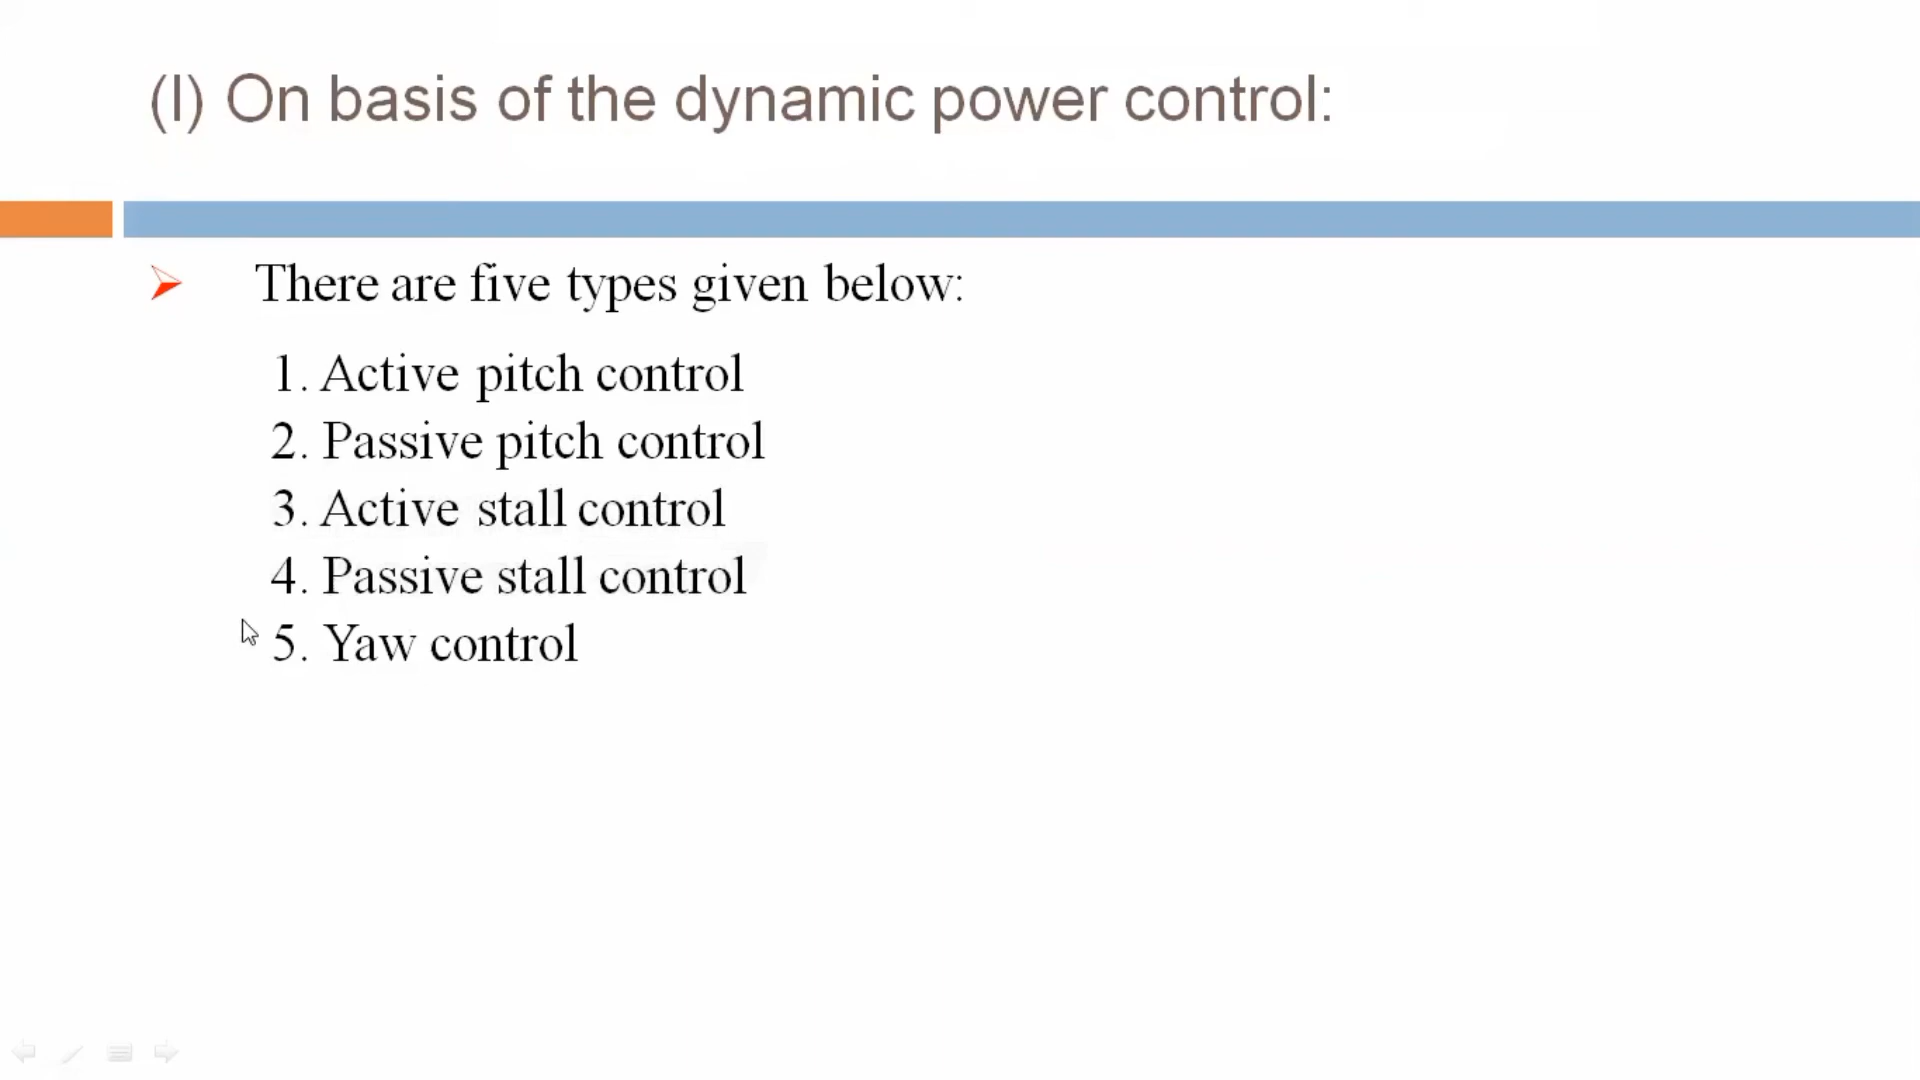 (I) On basis of the dynamic power control:
There are five types given below:
1. Active pitch control
2. Passive pitch control
3. Active stall control
4. Passive stall control
5. Yaw control